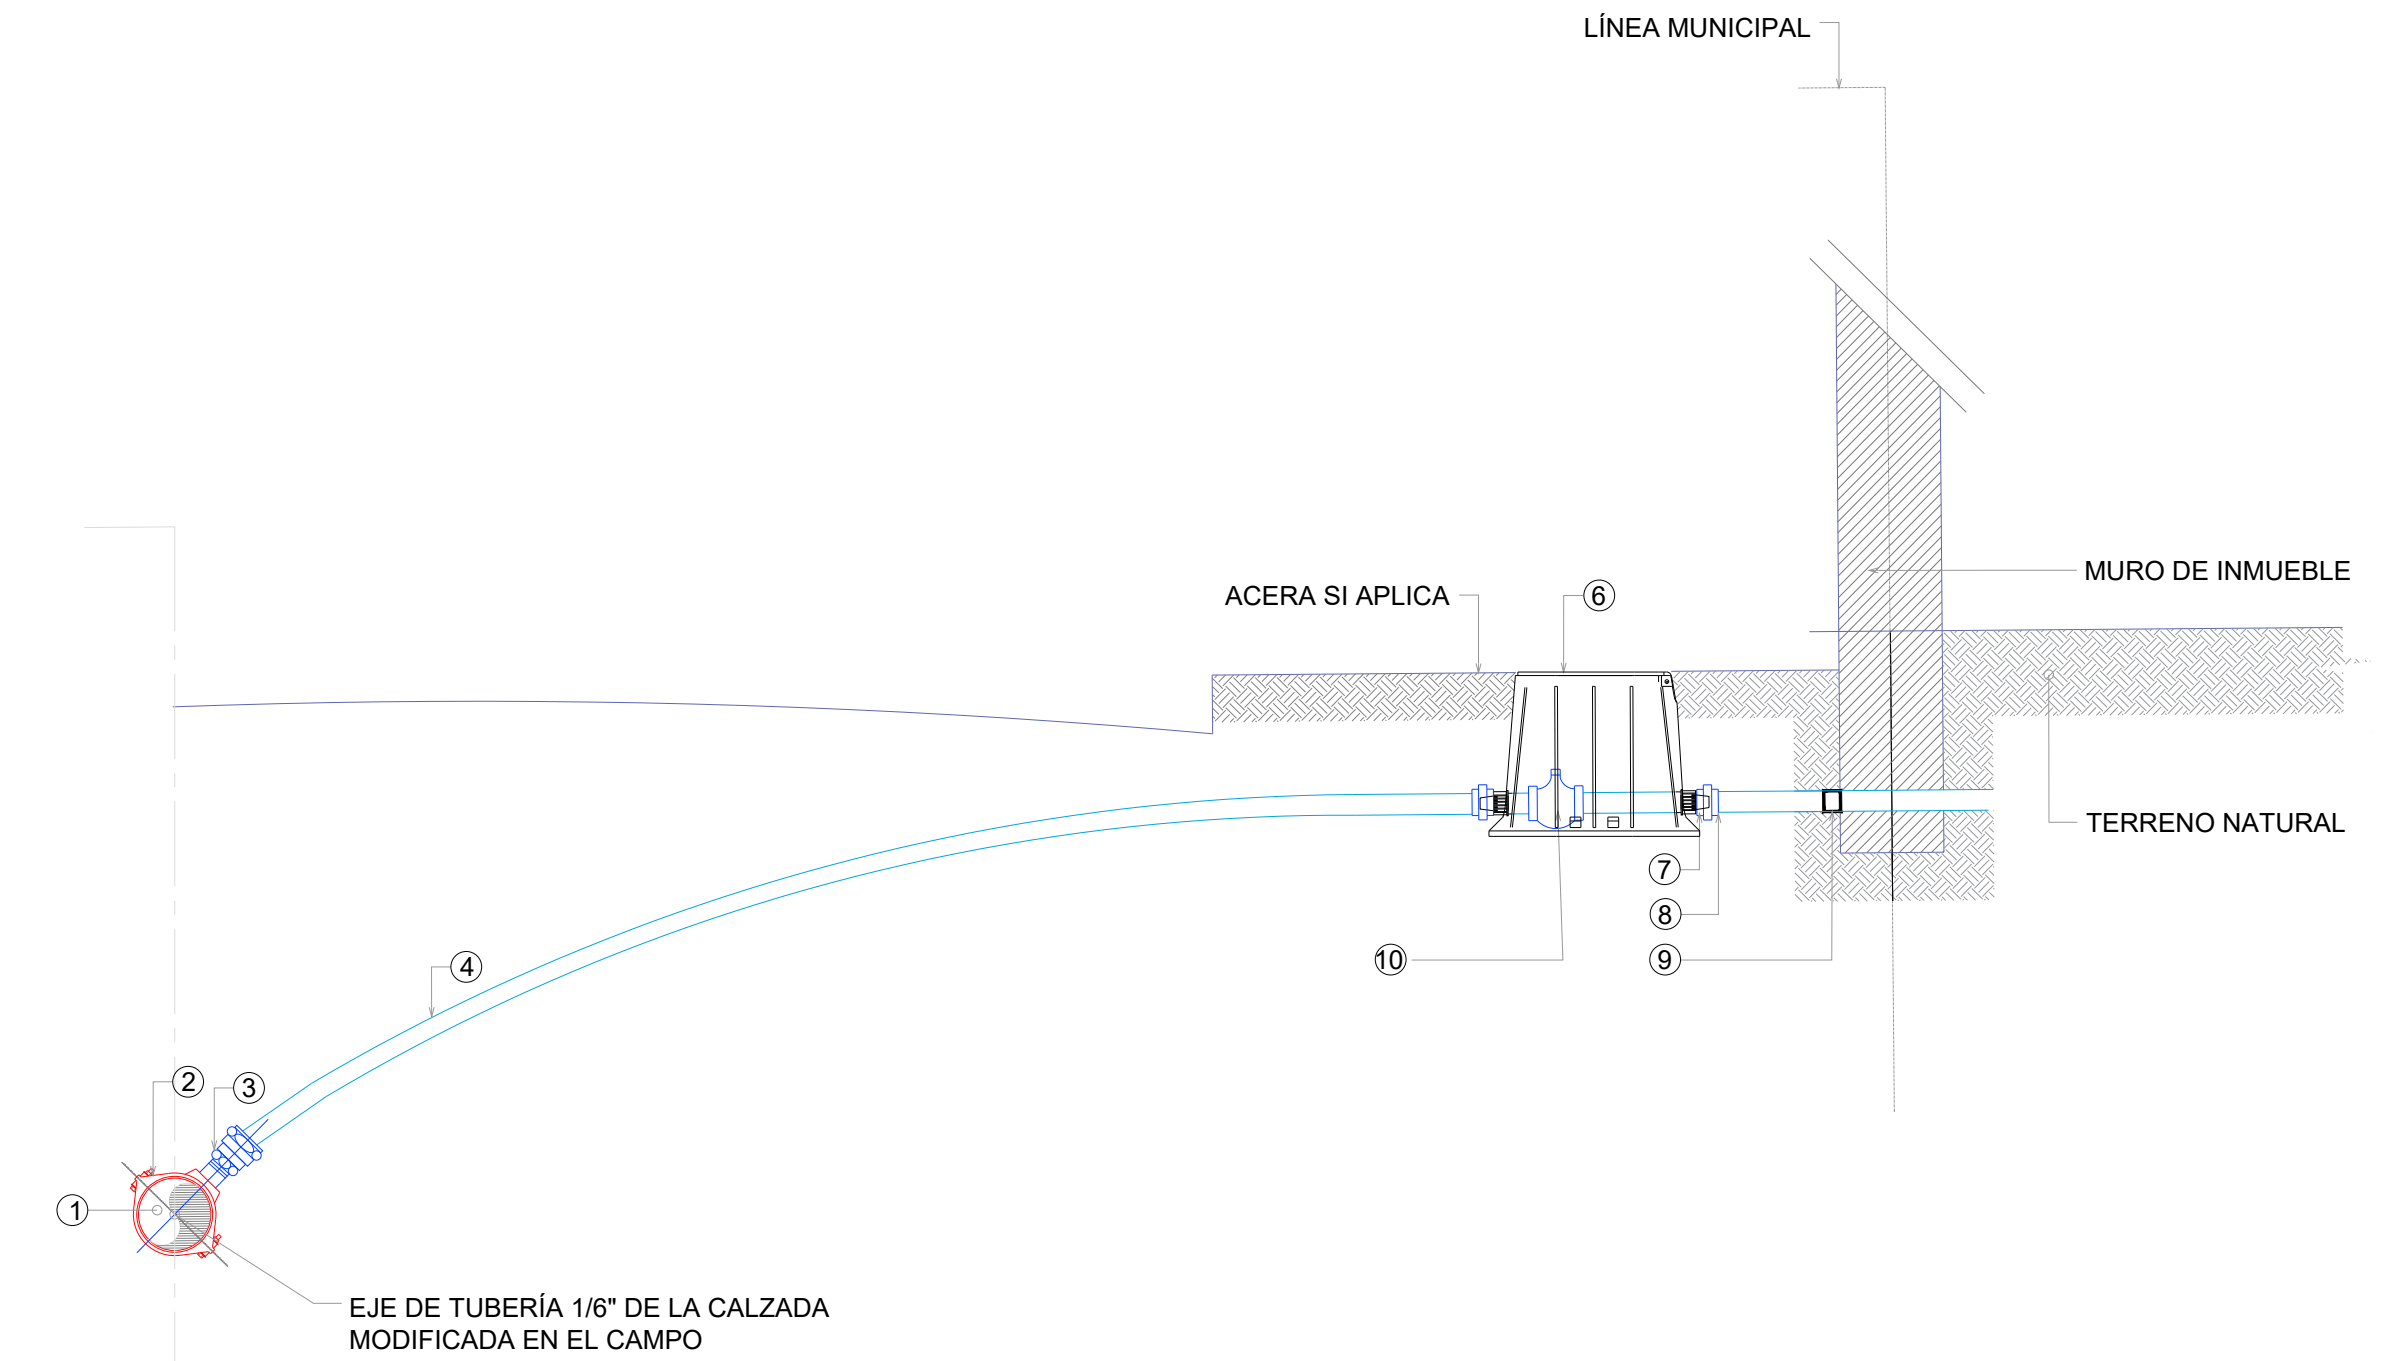 LÍNEA MUNICIPAL
MURO DE INMUEBLE
ACERA SI APLICA
6
TERRENO NATURAL
7
8
10
9
4
2
3
1
EJE DE TUBERÍA 1/6" DE LA CALZADA
MODIFICADA EN EL CAMPO